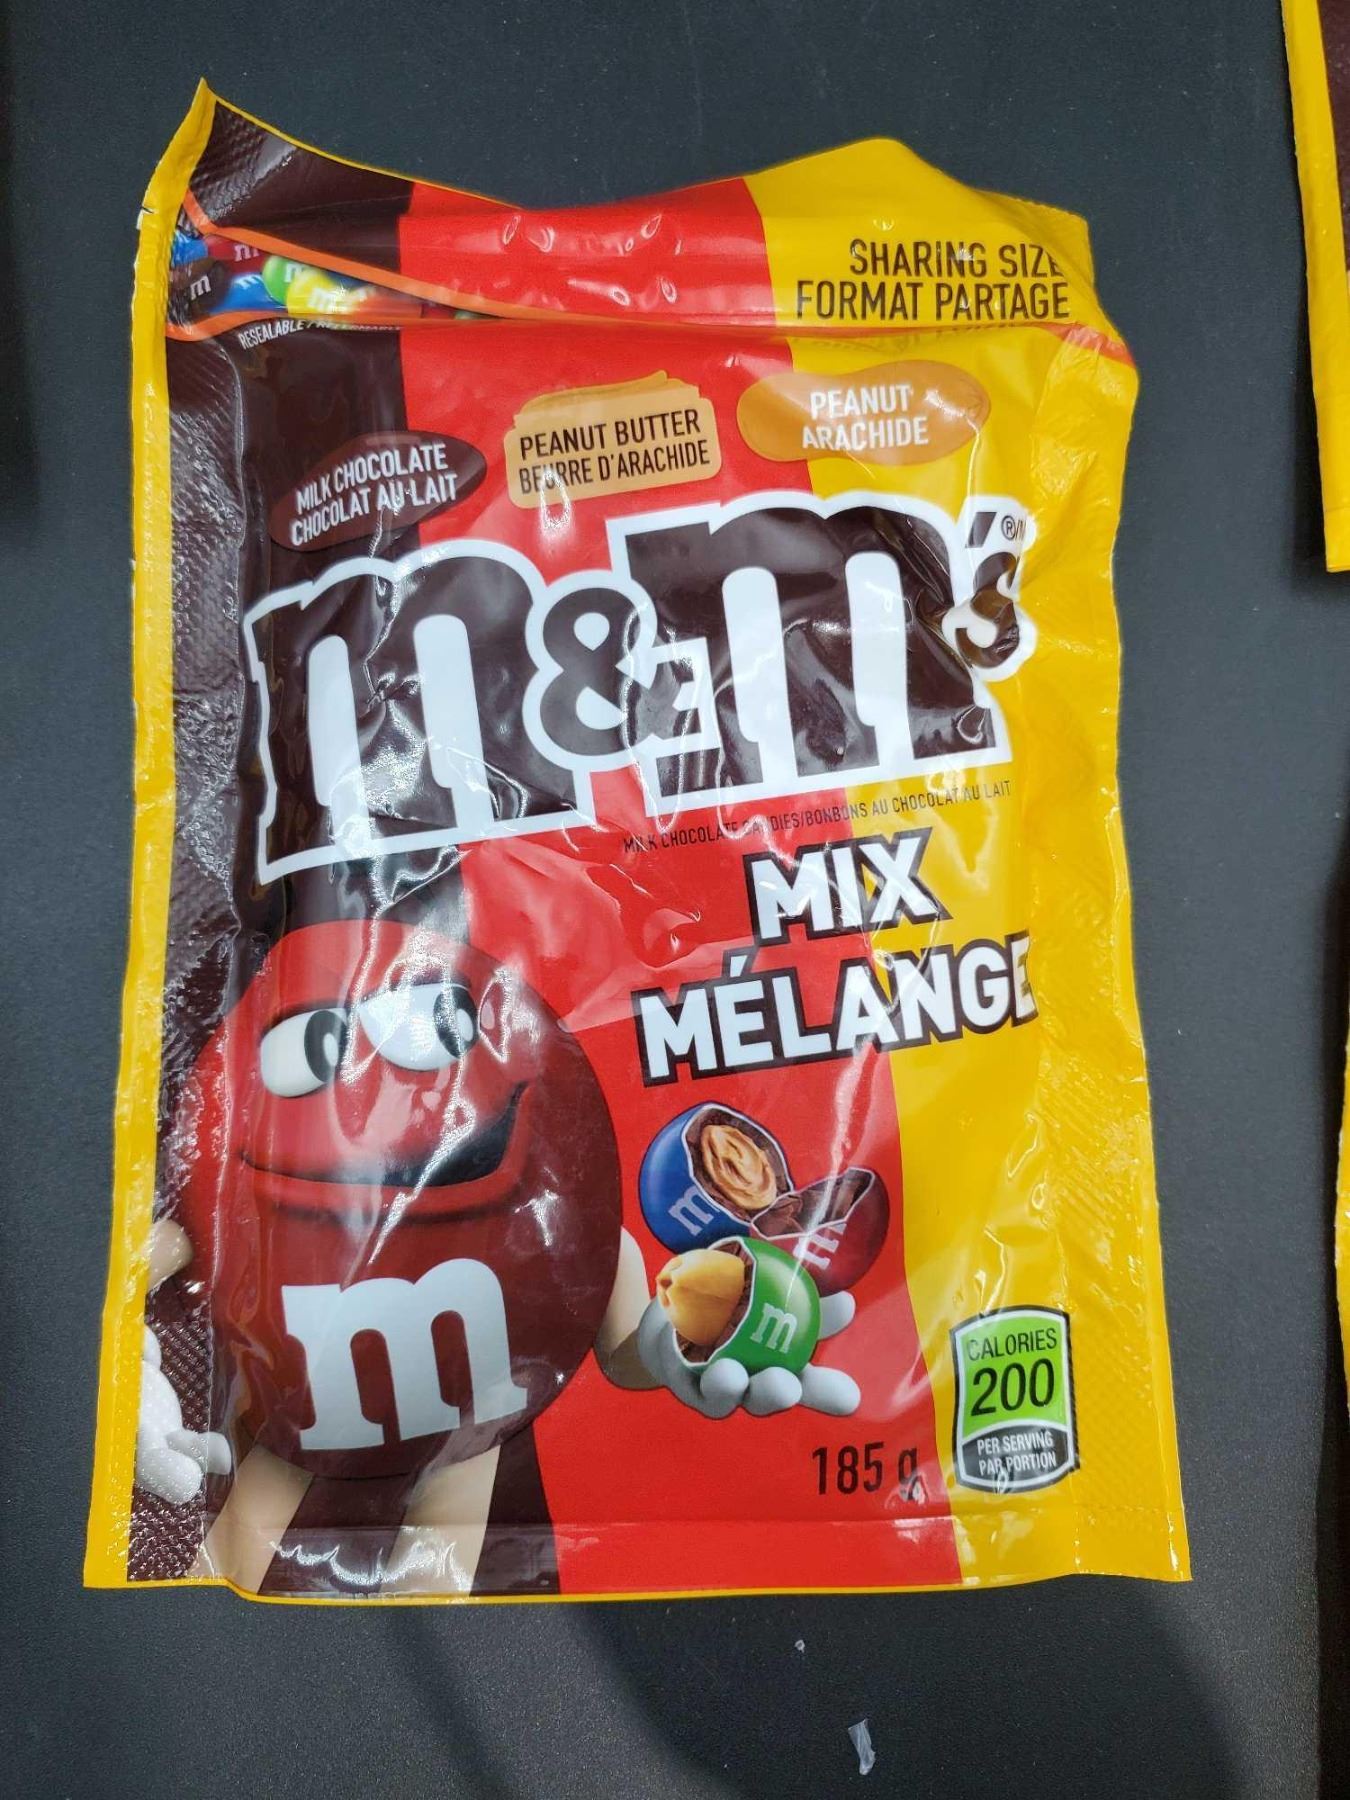 SHARING SIZE
FORMAT PARTAGE
RESEALABLE /
MILK CHOCOLATE
CHOCOLAT AU LAIT
PEANUT BUTTER
BEURRE D'ARACHIDE
PEANUT
ARACHIDE
m&m's®/
MILK CHOCOLATE CANDIES/BONBONS AU CHOCOLAT AU LAIT
MIX
MÉLANGE
m
m
m
m
CALORIES
200
PER SERVING
PAR PORTION
185 g